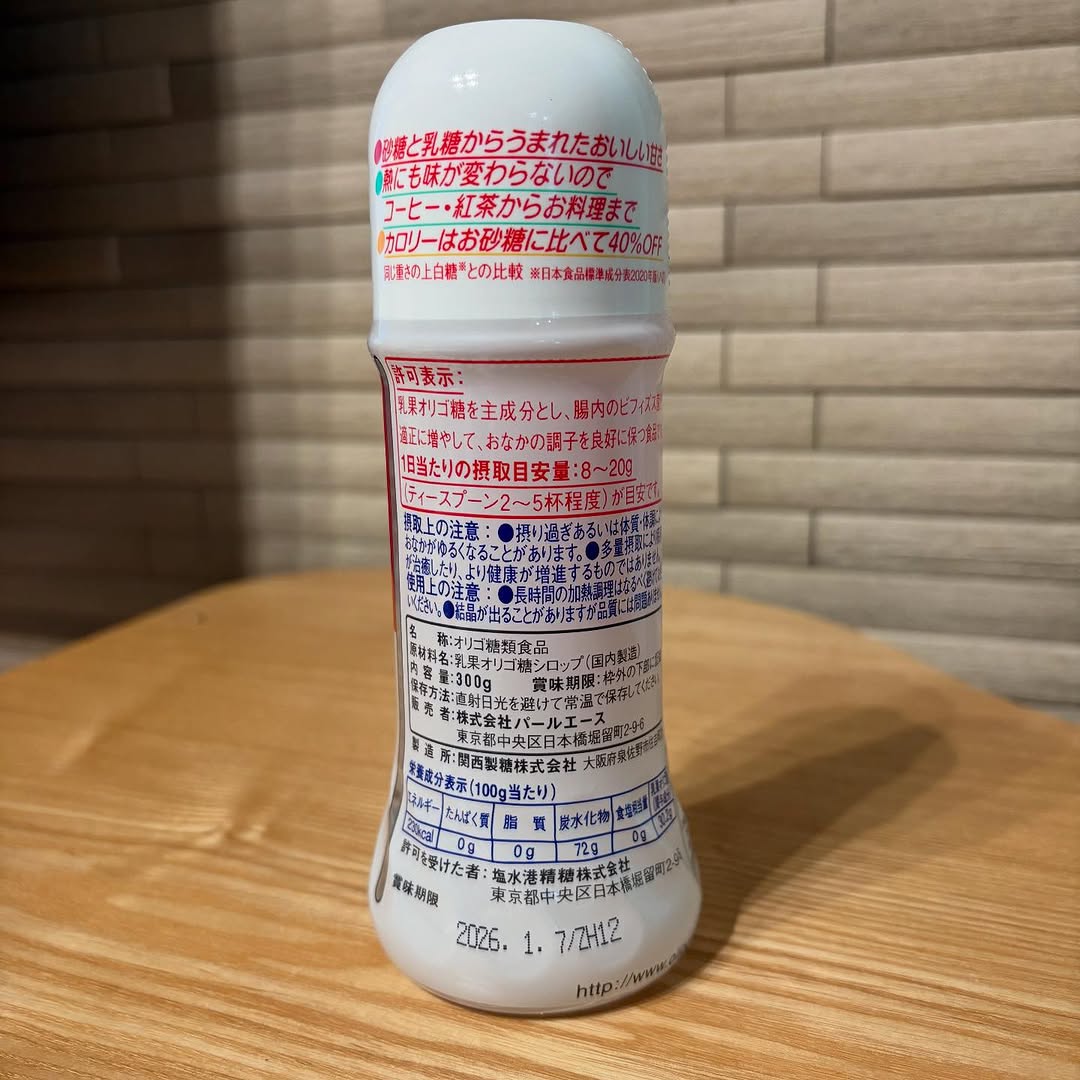 ●砂糖と乳糖からうまれたおいしい甘さ
●熱にも味が変わらないので
コーヒー・紅茶からお料理まで
●カロリーはお砂糖に比べて40%OFF
同じ重さの上白糖※との比較 ※日本食品標準成分表2020年版
許可表示:
乳果オリゴ糖を主成分とし、腸内のビフィズス
適正に増やして、おなかの調子を良好に保つ食品
1日当たりの摂取目安量:8〜20g
(ティースプーン2〜5杯程度)が目安です。
摂取上の注意:●摂り過ぎあるいは体質・体調
おなかがゆるくなることがあります。●多量摂取により
が治癒したり、より健康が増進するものではありません。
使用上の注意:●長時間の加熱調理はなるべく避けて
いください。●結晶が出ることがありますが品質には問題
名 称:オリゴ糖類食品
原材料名:乳果オリゴ糖シロップ(国内製造)
内 容 量:300g 賞味期限:枠外の下部に
保存方法:直射日光を避けて常温で保存してください。
販 売 者:株式会社パールエース
東京都中央区日本橋堀留町2-9-6
製 造 所:関西製糖株式会社 大阪府泉佐野市住吉町
栄養成分表示(100g当たり)
エネルギー たんぱく質 脂 質 炭水化物 食塩相当量
230kcal 0g 0g 72g 0g 30.2g
許可を受けた者:塩水港精糖株式会社
東京都中央区日本橋堀留町2-9-6
賞味期限
2026. 1. 7/ZH12
http://www.o